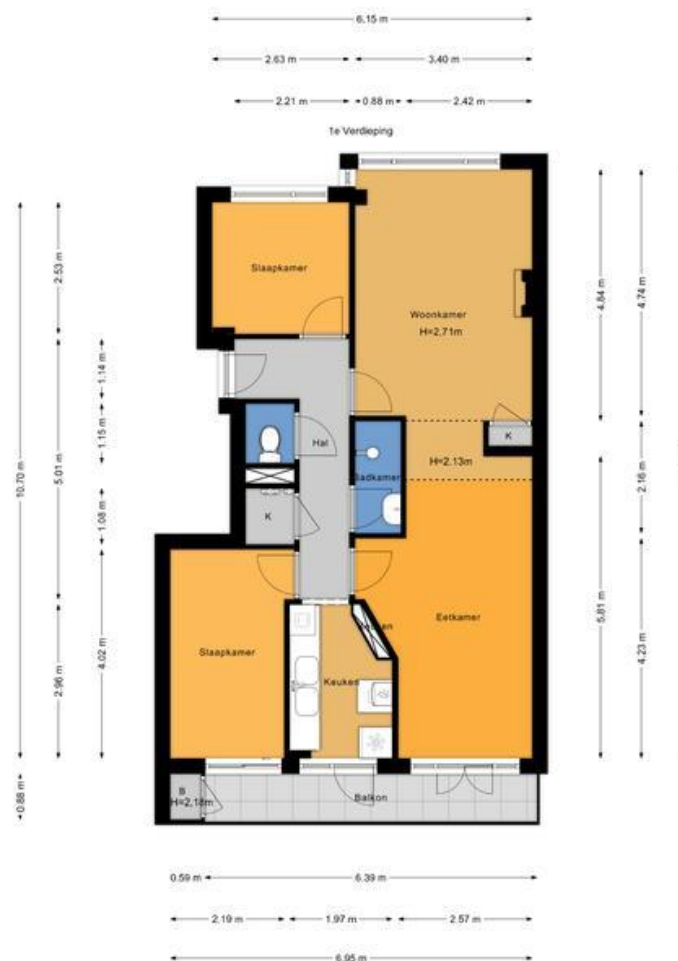 6.15 m
2.63 m
3.40 m
2.21 m
0.88 m
2.42 m
1e Verdieping
Slaapkamer
Woonkamer
H=2.71m
Hal
K
H=2.13m
Badkamer
K
Slaapkamer
Eetkamer
Keuken
B
H=2,18m
Balkon
10.70 m
0.88 m
2.53 m
5.01 m
2.96 m
1.14 m
1.15 m
1.08 m
4.02 m
4.84 m
5.81 m
4.74 m
2.16 m
4.23 m
0.59 m
6.39 m
2.19 m
1.97 m
2.57 m
6.95 m